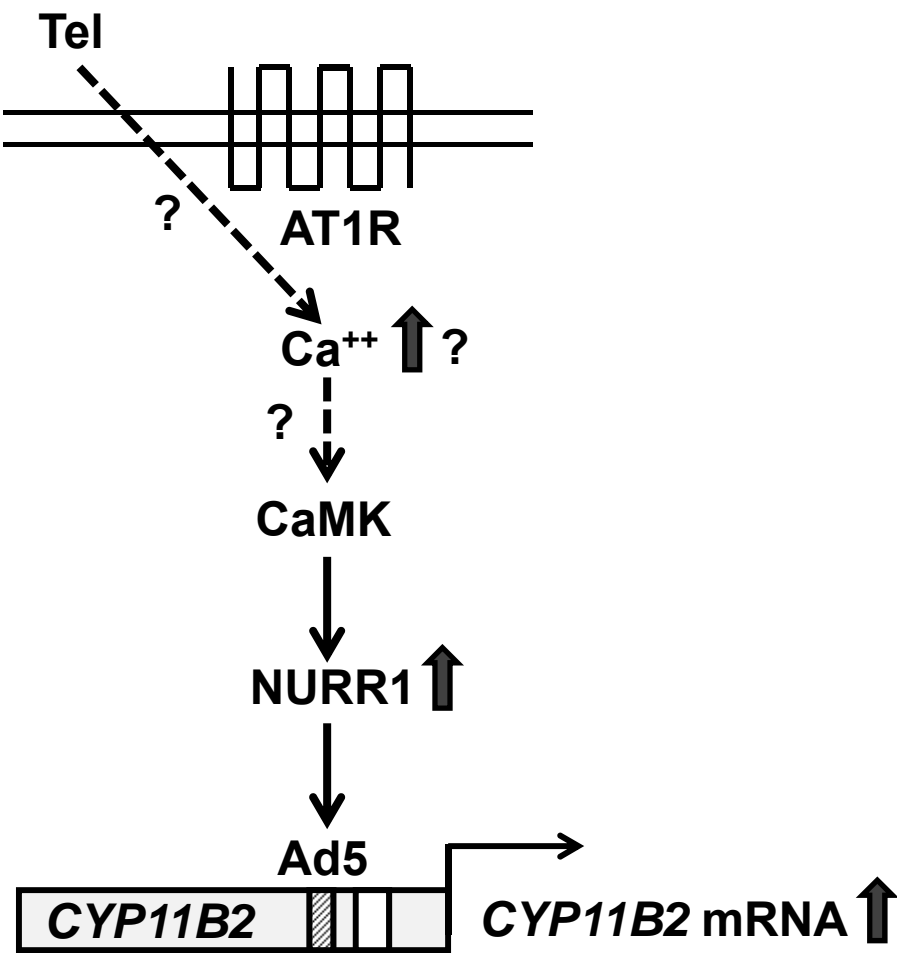 Tel
?
AT1R
Ca⁺⁺ ?
?
CaMK
NURR1
Ad5
CYP11B2
CYP11B2 mRNA